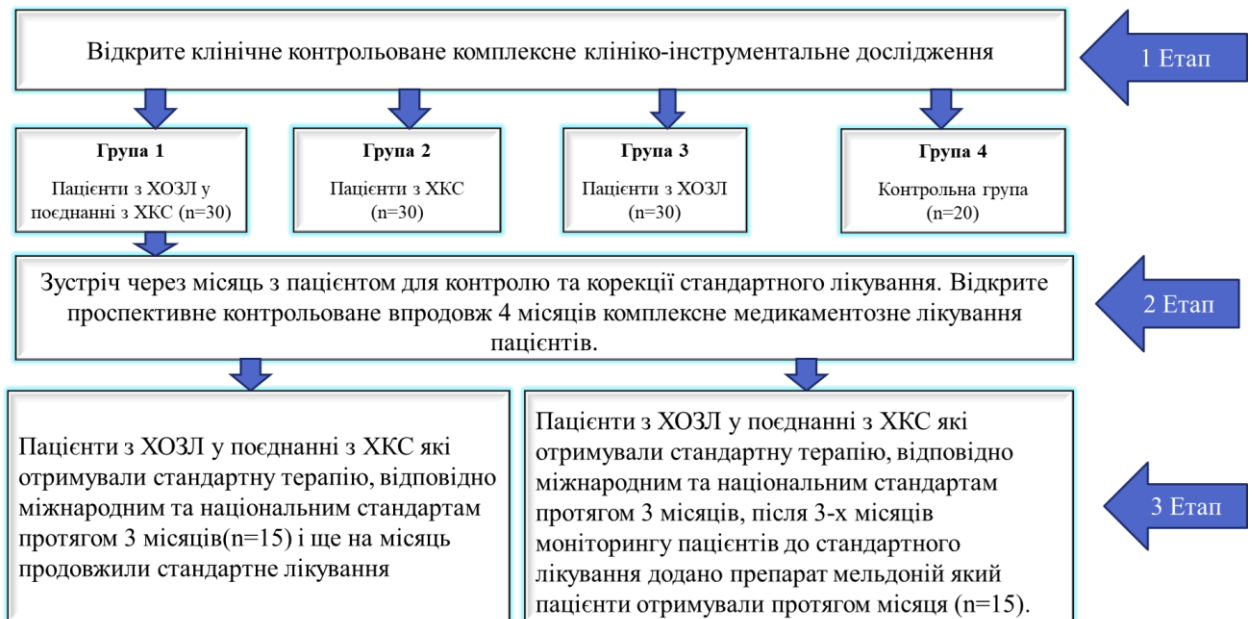 Відкрите клінічне контрольоване комплексне клініко-інструментальне дослідження
1 Етап
Група 1
Пацієнти з ХОЗЛ у
поєднанні з ХКС (n=30)
Група 2
Пацієнти з ХКС
(n=30)
Група 3
Пацієнти з ХОЗЛ
(n=30)
Група 4
Контрольна група
(n=20)
Зустріч через місяць з пацієнтом для контролю та корекції стандартного лікування. Відкрите
проспективне контрольоване впродовж 4 місяців комплексне медикаментозне лікування
пацієнтів.
2 Етап
Пацієнти з ХОЗЛ у поєднанні з ХКС які
отримували стандартну терапію, відповідно
міжнародним та національним стандартам
протягом 3 місяців(n=15) і ще на місяць
продовжили стандартне лікування
Пацієнти з ХОЗЛ у поєднанні з ХКС які
отримували стандартну терапію, відповідно
міжнародним та національним стандартам
протягом 3 місяців, після 3-х місяців
моніторингу пацієнтів до стандартного
лікування додано препарат мельдоній який
пацієнти отримували протягом місяця (n=15).
3 Етап